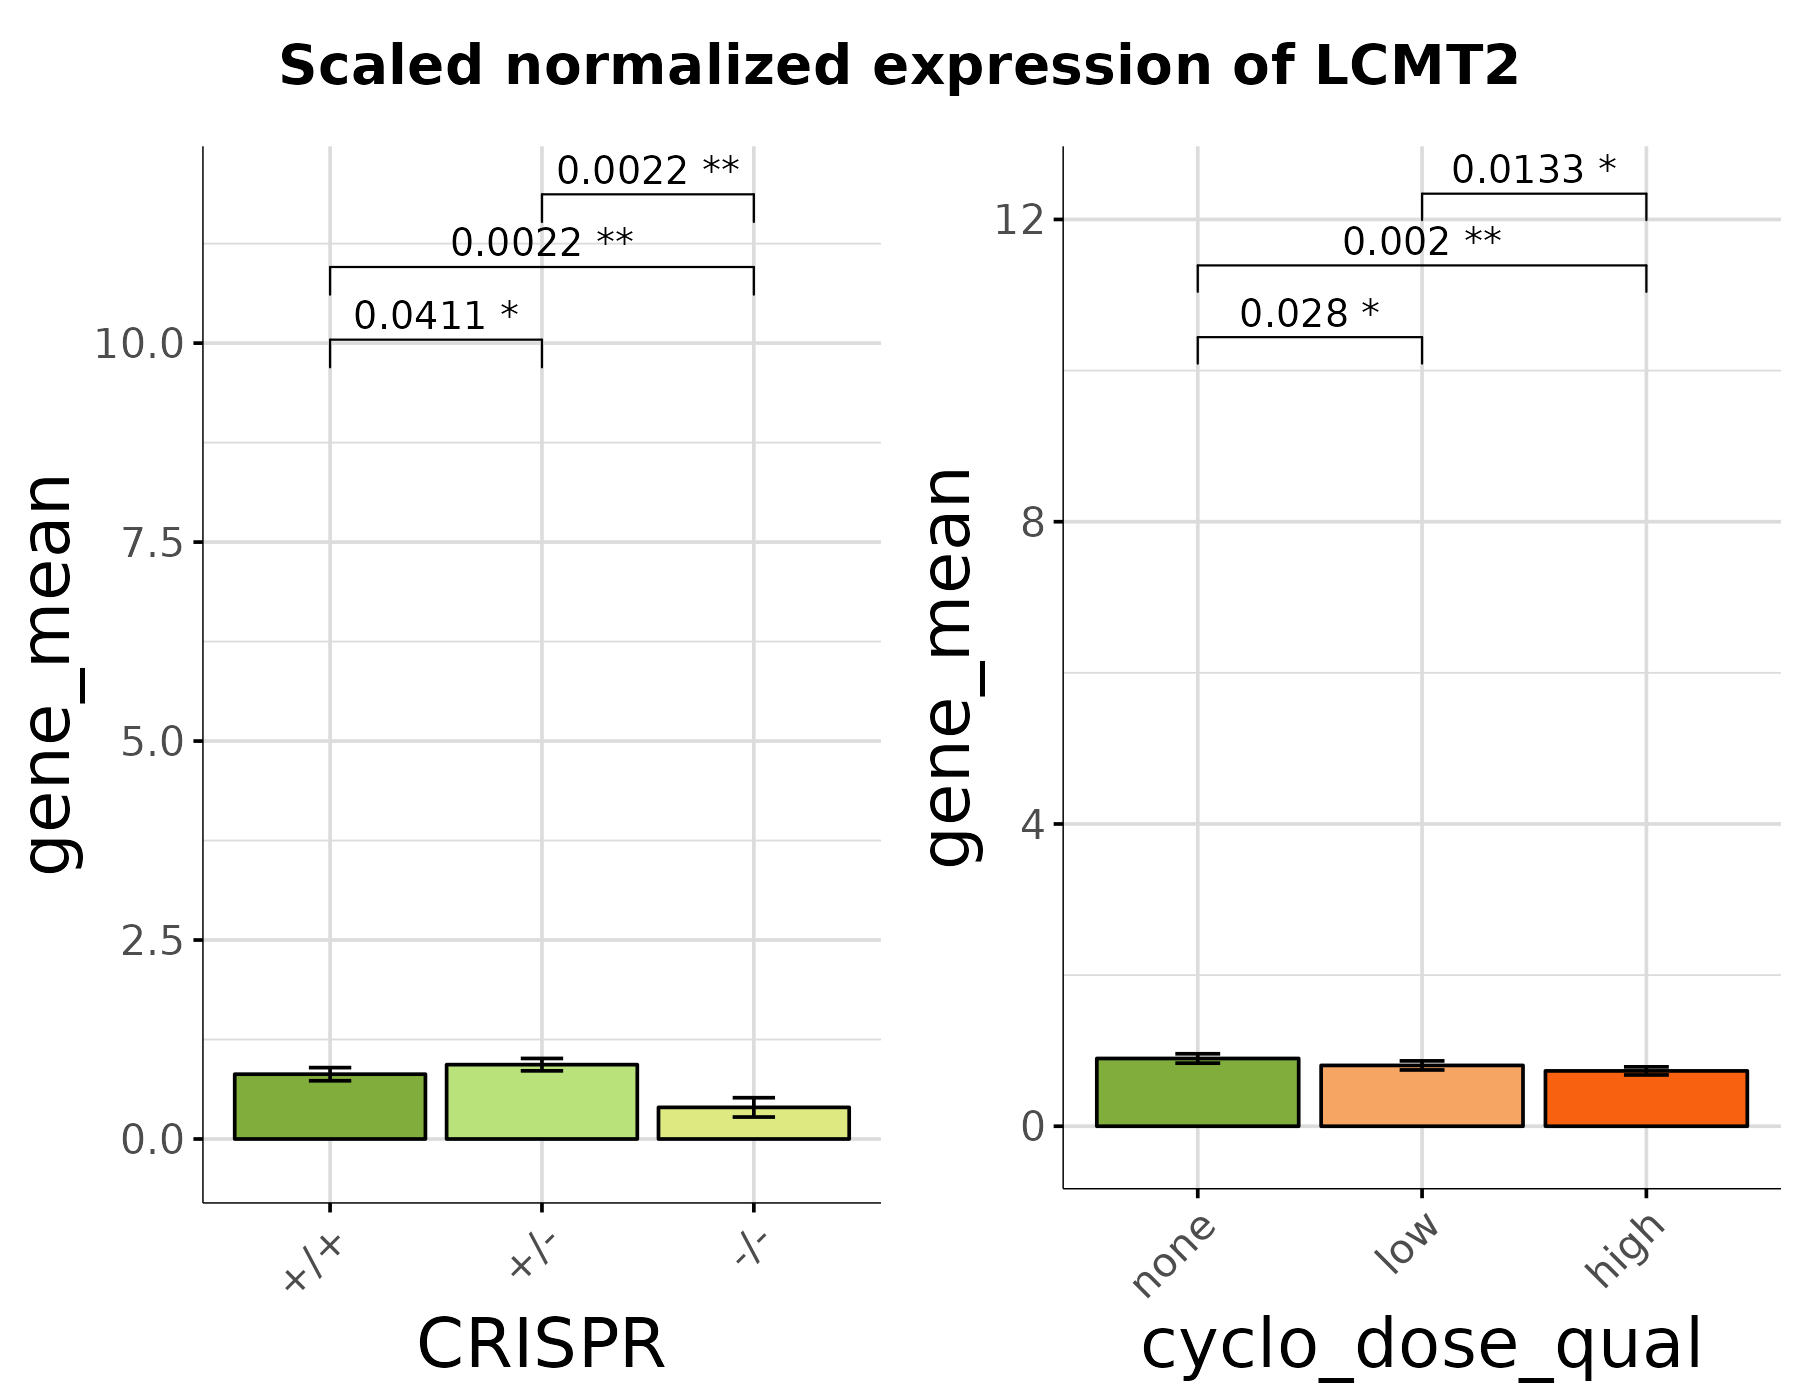 Scaled normalized expression of LCMT2
0.0022 **
0.0022 **
0.0411 *
10.0
7.5
5.0
2.5
0.0
gene_mean
+/+
+/-
-/-
CRISPR
0.0133 *
0.002 **
0.028 *
12
8
4
0
gene_mean
none
low
high
cyclo_dose_qual